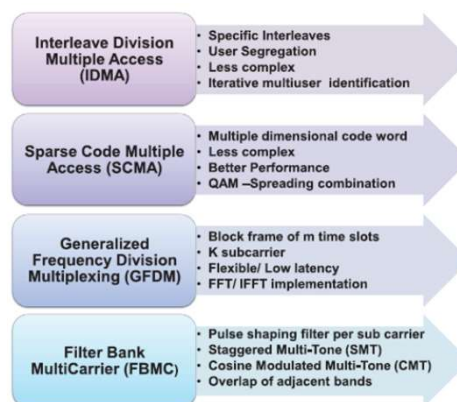 Interleave Division
Multiple Access
(IDMA)
• Specific Interleaves
• User Segregation
• Less complex
• Iterative multiuser identification
Sparse Code Multiple
Access (SCMA)
• Multiple dimensional code word
• Less complex
• Better Performance
• QAM –Spreading combination
Generalized
Frequency Division
Multiplexing (GFDM)
• Block frame of m time slots
• K subcarrier
• Flexible/ Low latency
• FFT/ IFFT implementation
Filter Bank
MultiCarrier (FBMC)
• Pulse shaping filter per sub carrier
• Staggered Multi-Tone (SMT)
• Cosine Modulated Multi-Tone (CMT)
• Overlap of adjacent bands